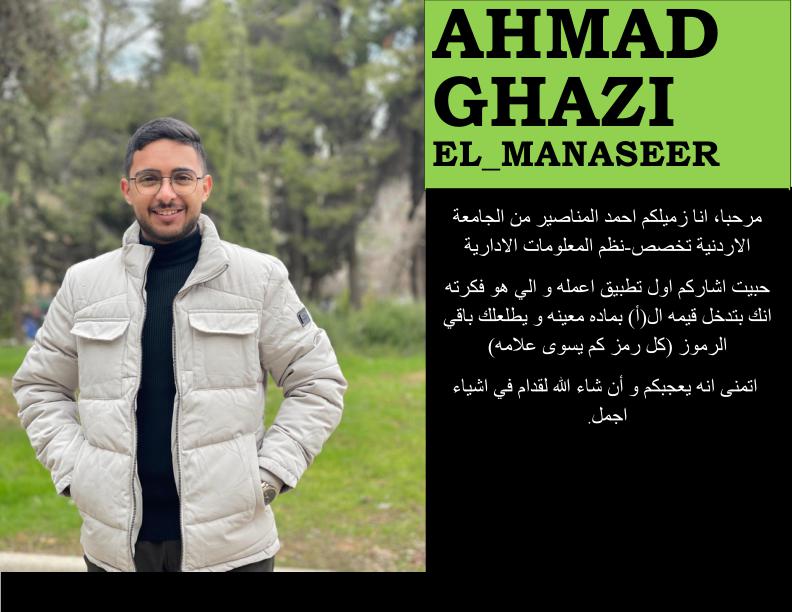 AHMAD
GHAZI
EL_MANASEER
مرحبا، انا زميلكم احمد المناصير من الجامعة
الاردنية تخصص-نظم المعلومات الادارية
حبيت اشاركم اول تطبيق اعمله و الي هو فكرته
انك بتدخل قيمه ال(أ) بماده معينه و يطلعلك باقي
الرموز (كل رمز كم يسوى علامه)
اتمنى انه يعجبكم و أن شاء الله لقدام في اشياء
اجمل.